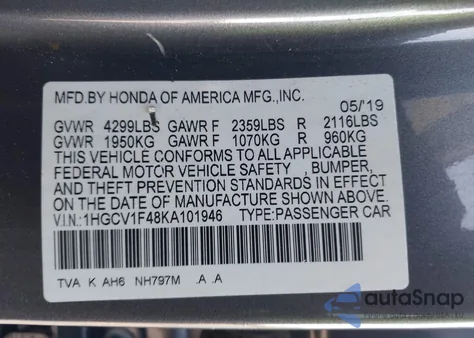 MFD.BY HONDA OF AMERICA MFG.,INC.
05/'19
GVWR 4299LBS GAWR F 2359LBS R 2116LBS
GVWR 1950KG GAWR F 1070KG R 960KG
THIS VEHICLE CONFORMS TO ALL APPLICABLE
FEDERAL MOTOR VEHICLE SAFETY , BUMPER,
AND THEFT PREVENTION STANDARDS IN EFFECT
ON THE DATE OF MANUFACTURE SHOWN ABOVE.
V.I.N.:1HGCV1F48KA101946 TYPE:PASSENGER CAR
TVA K AH6 NH797M .A .A
autoSnap